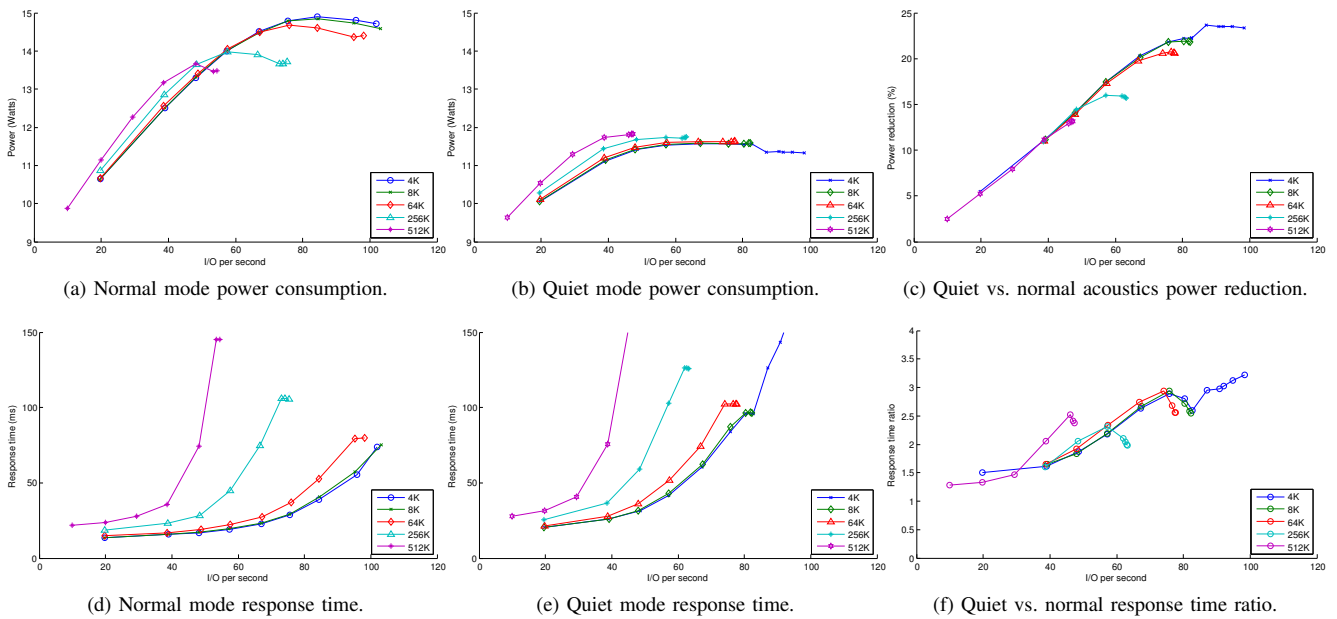 15
14
13
12
11
10
9
Power (Watts)
0 20 40 60 80 100 120
I/O per second
4K
8K
64K
256K
512K
(a) Normal mode power consumption.
15
14
13
12
11
10
9
Power (Watts)
0 20 40 60 80 100 120
I/O per second
4K
8K
64K
256K
512K
(b) Quiet mode power consumption.
25
20
15
10
5
0
Power reduction (%)
0 20 40 60 80 100 120
I/O per second
4K
8K
64K
256K
512K
(c) Quiet vs. normal acoustics power reduction.
150
100
50
0
Response time (ms)
0 20 40 60 80 100 120
I/O per second
4K
8K
64K
256K
512K
(d) Normal mode response time.
150
100
50
0
Response time (ms)
0 20 40 60 80 100 120
I/O per second
4K
8K
64K
256K
512K
(e) Quiet mode response time.
4
3.5
3
2.5
2
1.5
1
0.5
0
Response time ratio
0 20 40 60 80 100 120
I/O per second
4K
8K
64K
256K
512K
(f) Quiet vs. normal response time ratio.